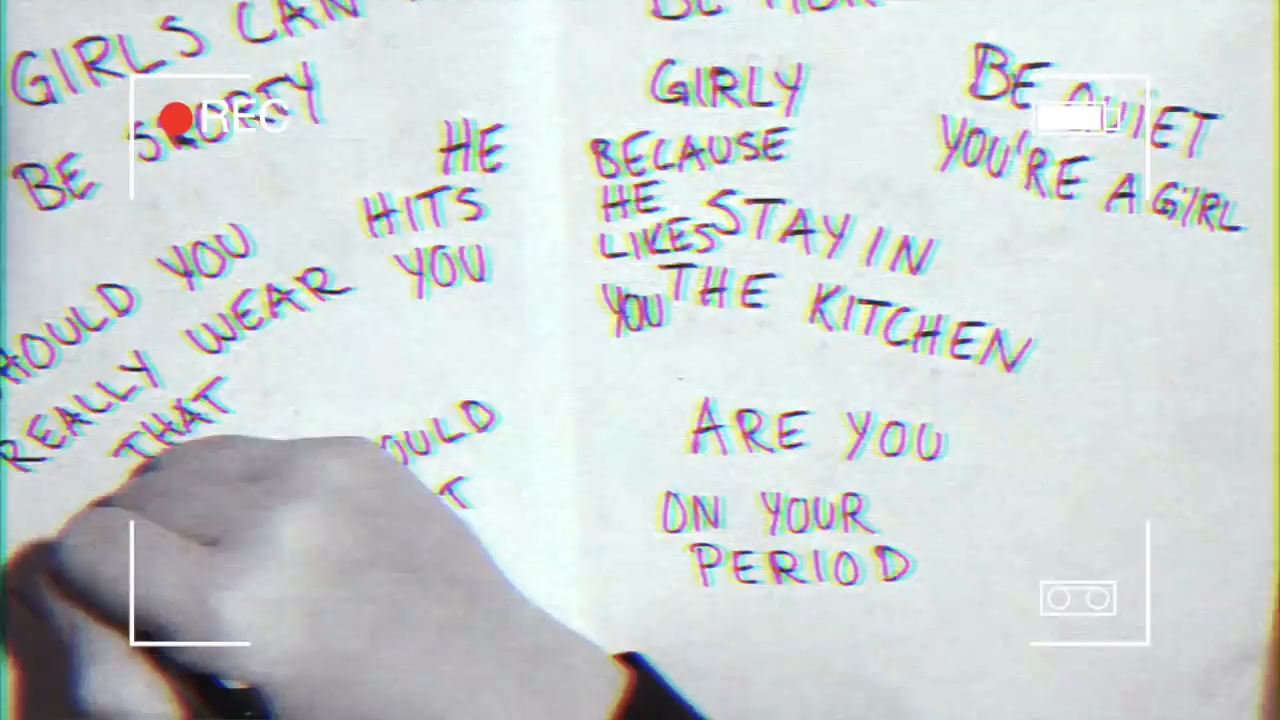 GIRLS CAN
BE SPORTY
REC
HE
HITS
YOU
SHOULD YOU
REALLY WEAR
THAT
GIRLY
BECAUSE
HE
LIKES
YOU
STAY IN
THE KITCHEN
BE QUIET
YOU'RE A GIRL
ARE YOU
ON YOUR
PERIOD